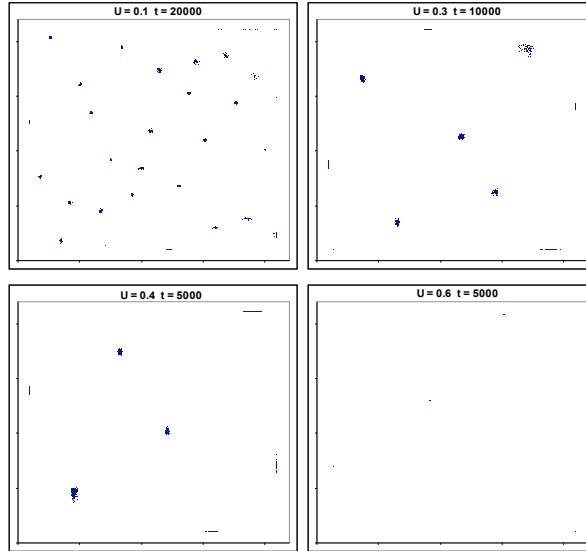 U = 0.1 t = 20000
U = 0.3 t = 10000
U = 0.4 t = 5000
U = 0.6 t = 5000